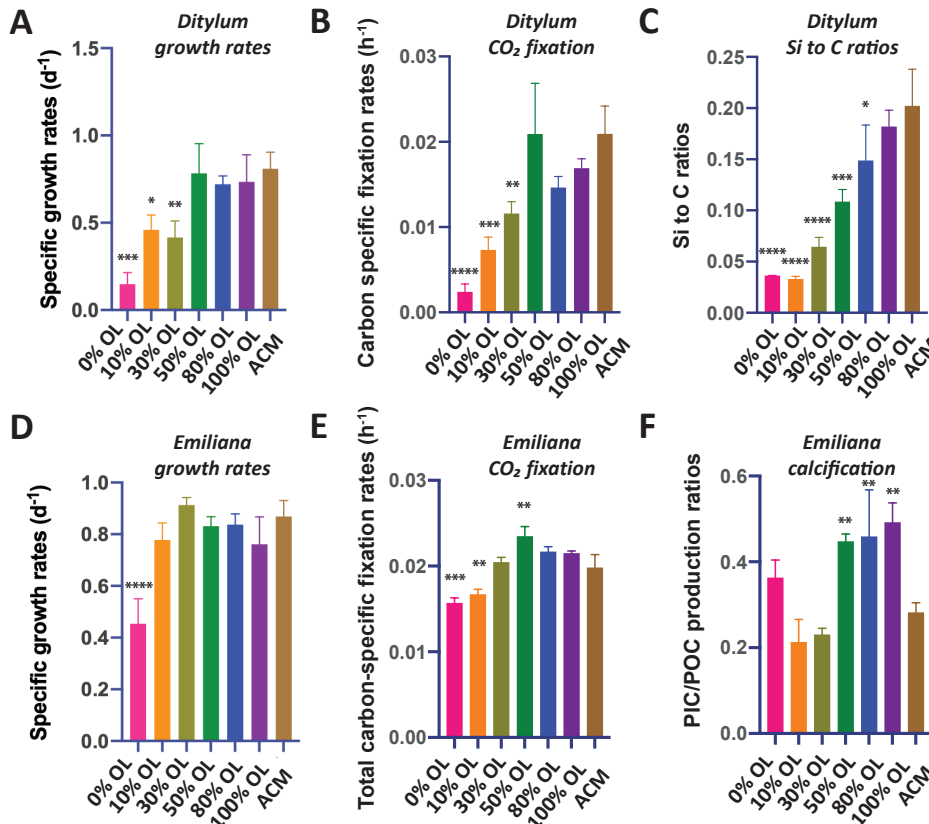 A
Ditylum
growth rates
Specific growth rates (d⁻¹)
1.5
1.0
0.5
0.0
***
*
**
0% OL
10% OL
30% OL
50% OL
80% OL
100% OL
ACM
B
Ditylum
CO₂ fixation
Carbon specific fixation rates (h⁻¹)
0.03
0.02
0.01
0.00
****
***
**
0% OL
10% OL
30% OL
50% OL
80% OL
100% OL
ACM
C
Ditylum
Si to C ratios
Si to C ratios
0.25
0.20
0.15
0.10
0.05
0.00
****
****
****
***
*
0% OL
10% OL
30% OL
50% OL
80% OL
100% OL
ACM
D
Emiliana
growth rates
Specific growth rates (d⁻¹)
1.0
0.8
0.6
0.4
0.2
0.0
****
0% OL
10% OL
30% OL
50% OL
80% OL
100% OL
ACM
E
Emiliana
CO₂ fixation
Total carbon-specific fixation rates (h⁻¹)
0.03
0.02
0.01
0.00
***
**
**
0% OL
10% OL
30% OL
50% OL
80% OL
100% OL
ACM
F
Emiliana
calcification
PIC/POC production ratios
0.6
0.4
0.2
0.0
**
**
**
0% OL
10% OL
30% OL
50% OL
80% OL
100% OL
ACM